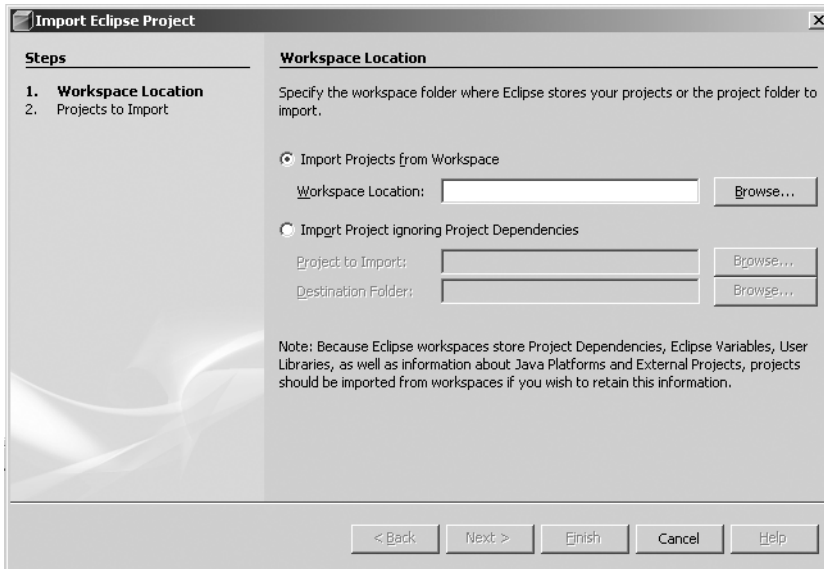 Import Eclipse Project
Steps
1. Workspace Location
2. Projects to Import
Workspace Location
Specify the workspace folder where Eclipse stores your projects or the project folder to
import.
Import Projects from Workspace
Workspace Location:
Browse...
Import Project ignoring Project Dependencies
Project to Import:
Browse...
Destination Folder:
Browse...
Note: Because Eclipse workspaces store Project Dependencies, Eclipse Variables, User
Libraries, as well as information about Java Platforms and External Projects, projects
should be imported from workspaces if you wish to retain this information.
< Back
Next >
Finish
Cancel
Help